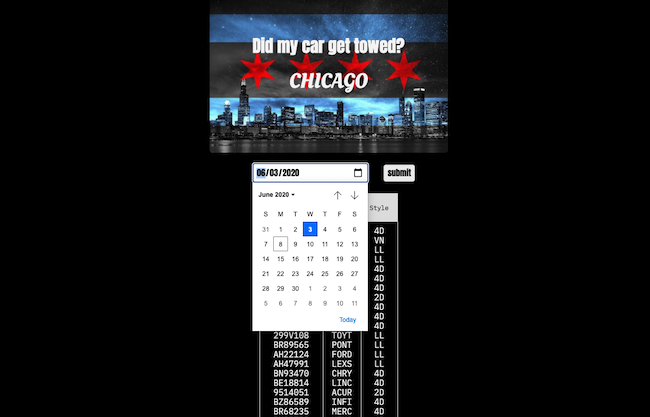 Did my car get towed?
CHICAGO
06/03/2020
submit
June 2020
Style
S M T W T F S
31 1 2 3 4 5 6
7 8 9 10 11 12 13
14 15 16 17 18 19 20
21 22 23 24 25 26 27
28 29 30 1 2 3 4
5 6 7 8 9 10 11
Today
4D
VN
LL
LL
4D
4D
4D
2D
4D
4D
4D
299V108 TOYT LL
BR89565 PONT LL
AH22124 FORD LL
AH47991 LEXS LL
BN93470 CHRY 4D
BE18814 LINC 4D
9514051 ACUR 2D
BZ86589 INFI 4D
BR68235 MERC 4D